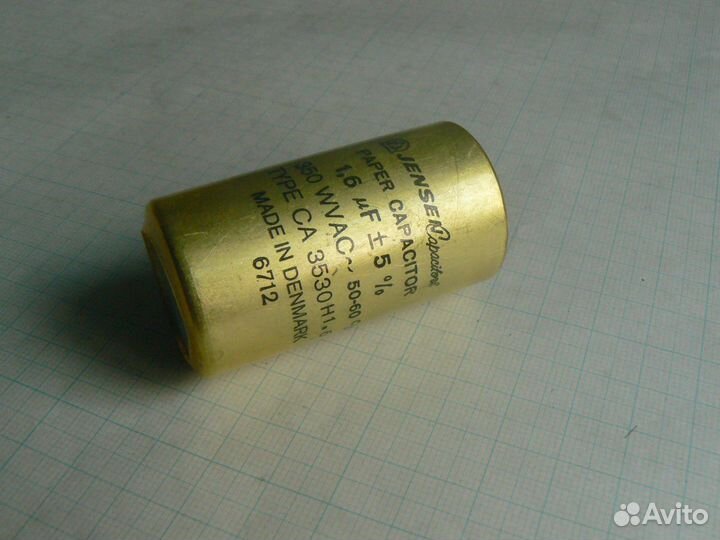 JENSEN Capacitors
PAPER CAPACITOR
1,6 µF ± 5 %
WVAC~ 50-60
TYPE CA 3530H1,6
MADE IN DENMARK
6712
Avito